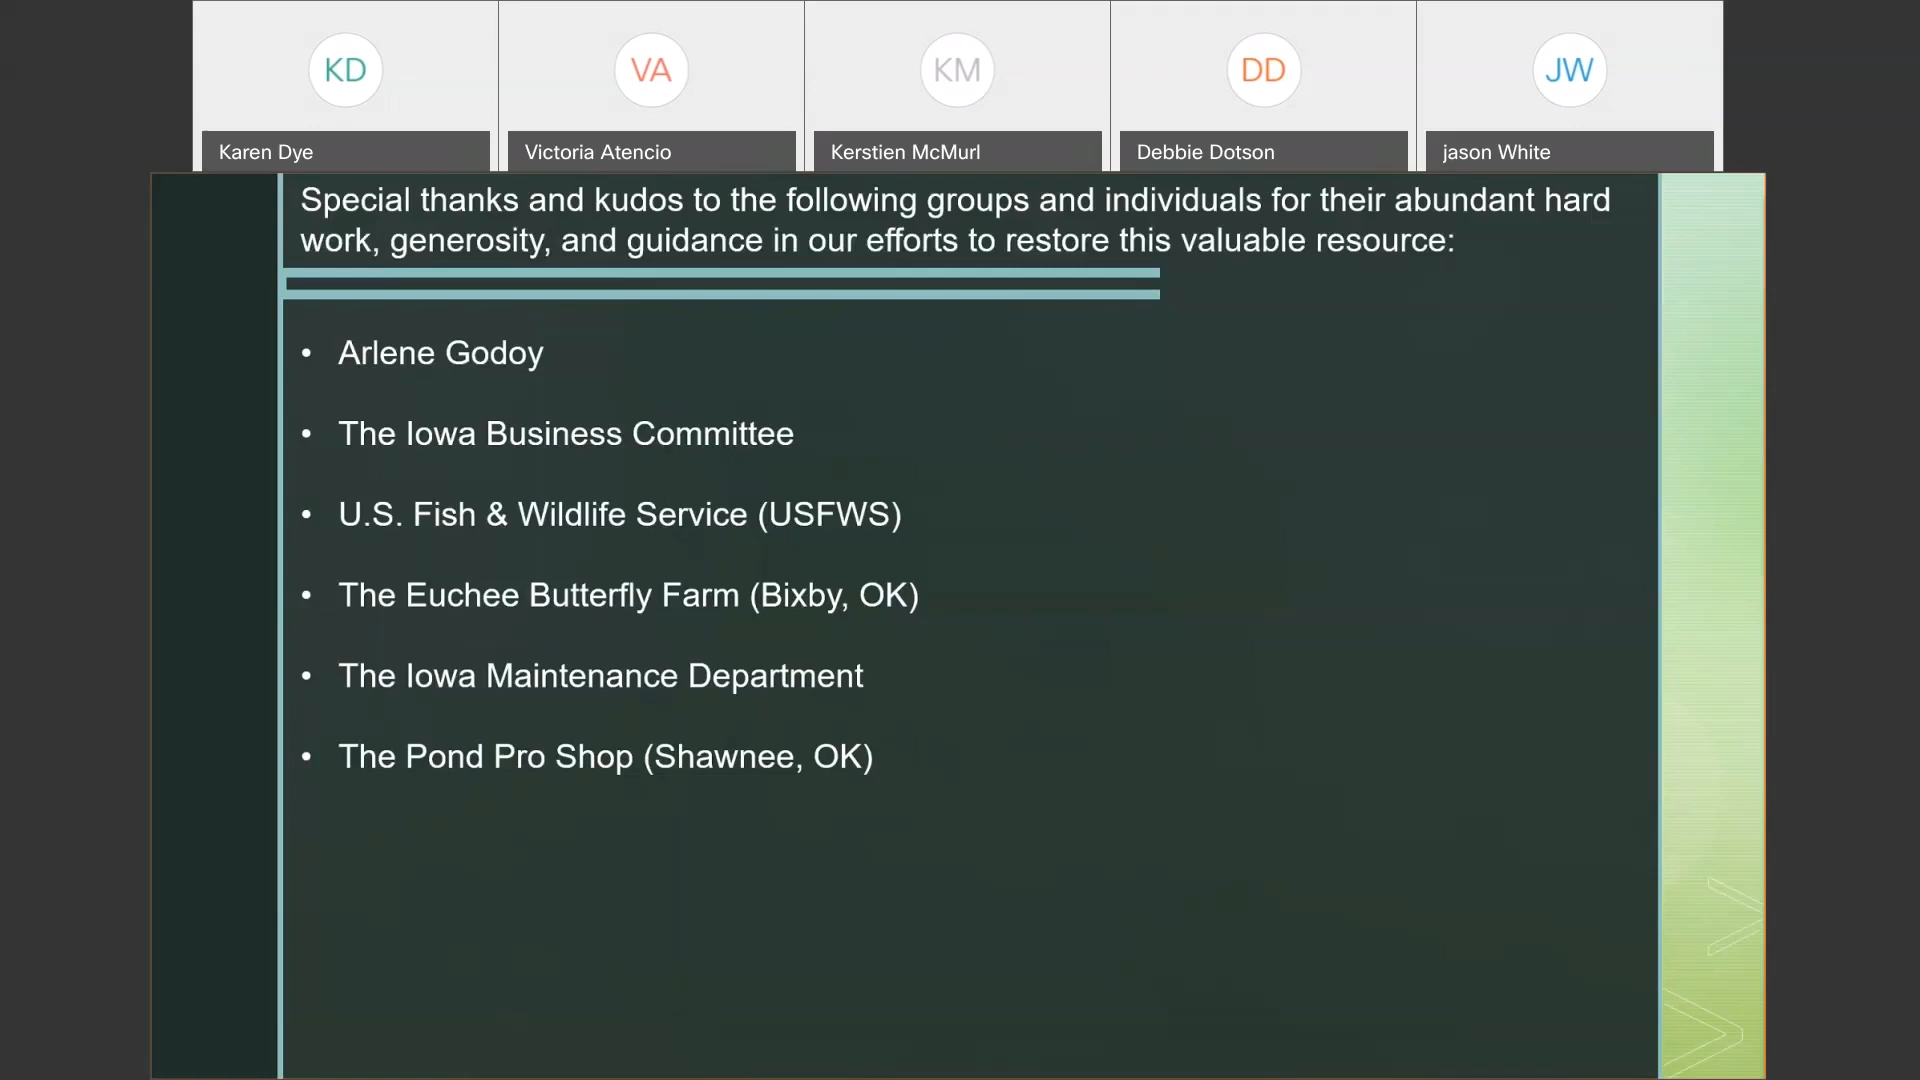 KD
VA
KM
DD
JW
Karen Dye
Victoria Atencio
Kerstien McMurl
Debbie Dotson
jason White
Special thanks and kudos to the following groups and individuals for their abundant hard
work, generosity, and guidance in our efforts to restore this valuable resource:
• Arlene Godoy
• The Iowa Business Committee
• U.S. Fish & Wildlife Service (USFWS)
• The Euchee Butterfly Farm (Bixby, OK)
• The Iowa Maintenance Department
• The Pond Pro Shop (Shawnee, OK)